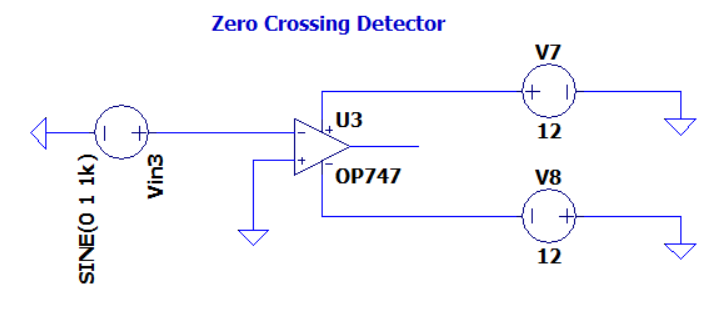 Zero Crossing Detector
V7
+
12
U3
+
OP747
V8
+
12
Vin3
+
SINE(0 1 1k)